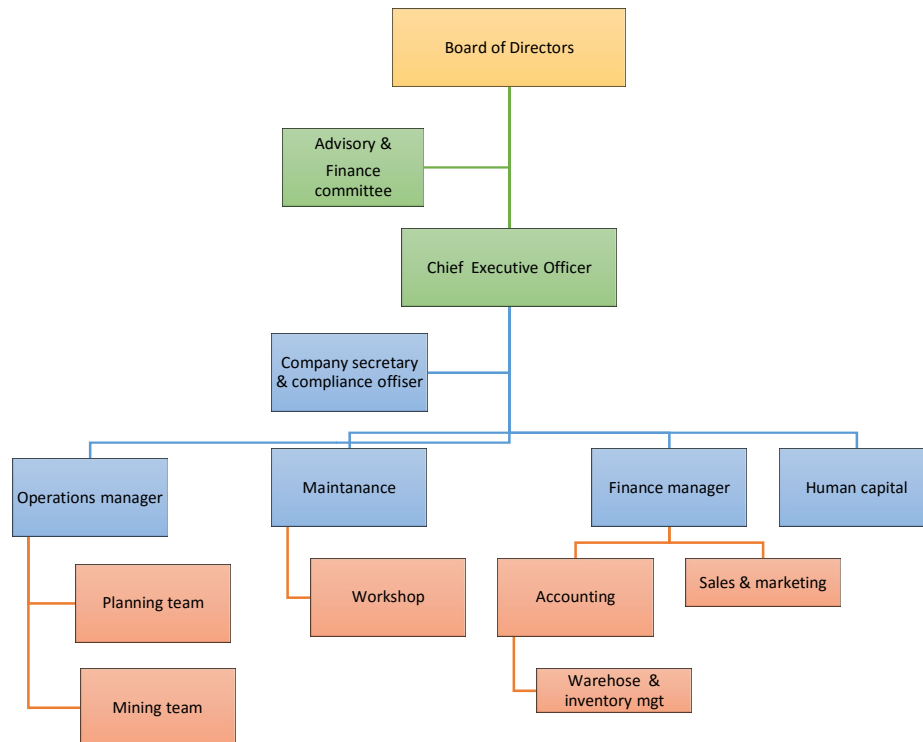 Board of Directors
Advisory &
Finance
committee
Chief Executive Officer
Company secretary
& compliance offiser
Operations manager
Maintanance
Finance manager
Human capital
Planning team
Workshop
Accounting
Sales & marketing
Mining team
Warehose &
inventory mgt